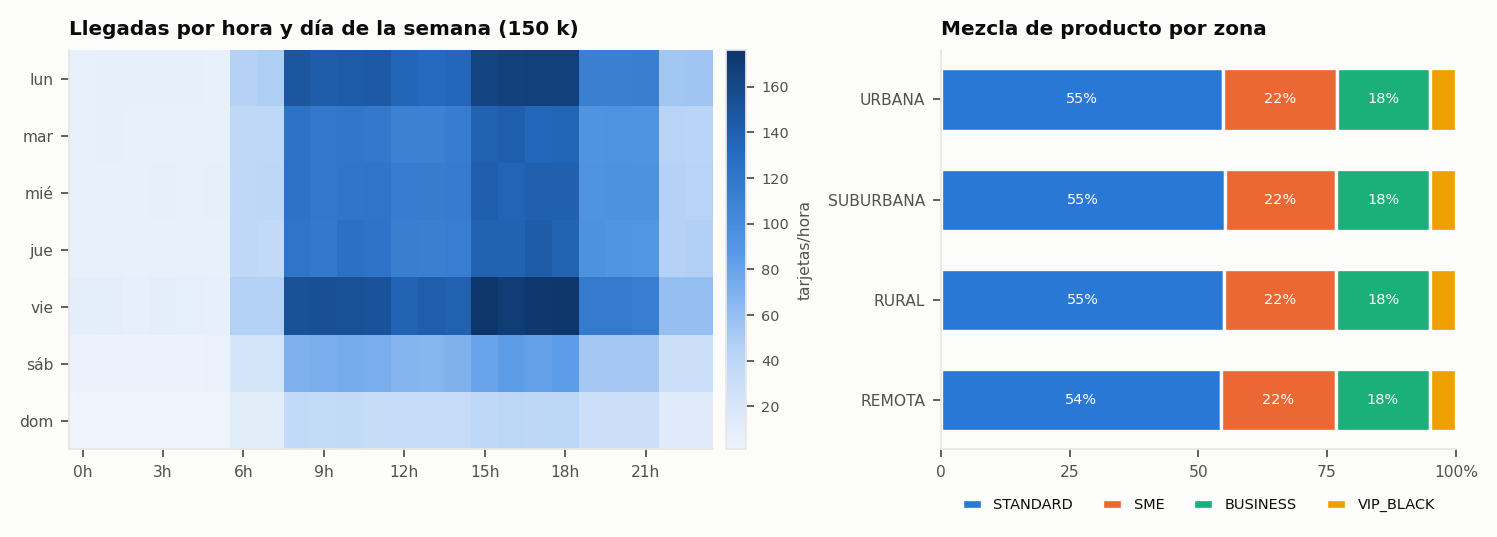 Llegadas por hora y día de la semana (150 k)
lun
mar
mié
jue
vie
sáb
dom
0h 3h 6h 9h 12h 15h 18h 21h
160
140
120
100
80
60
40
20
tarjetas/hora
Mezcla de producto por zona
URBANA 55% 22% 18%
SUBURBANA 55% 22% 18%
RURAL 55% 22% 18%
REMOTA 54% 22% 18%
0 25 50 75 100%
STANDARD SME BUSINESS VIP_BLACK